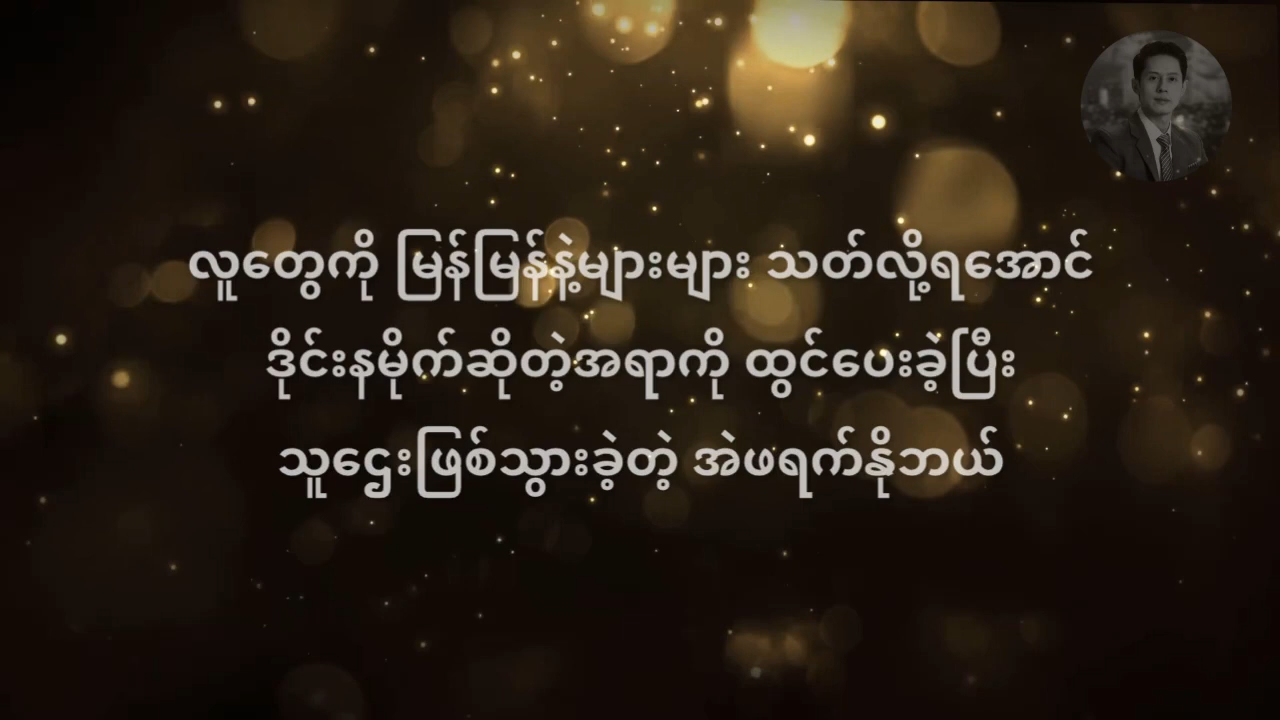 လူတွေကို မြန်မြန်နဲ့များများ သတ်လို့ရအောင်
ဒိုင်းနမိုက်ဆိုတဲ့အရာကို ထွင်ပေးခဲ့ပြီး
သူဌေးဖြစ်သွားခဲ့တဲ့ အဲဖရက်နိုဘယ်